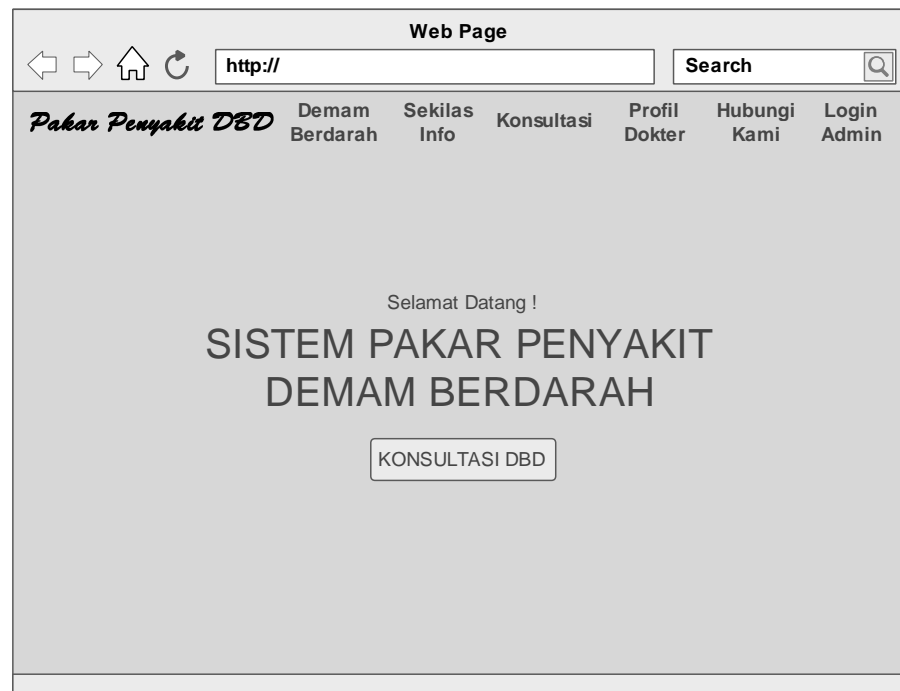 Web Page
http://
Search
Pakar Penyakit DBD
Demam
Berdarah
Sekilas
Info
Konsultasi
Profil
Dokter
Hubungi
Kami
Login
Admin
Selamat Datang !
SISTEM PAKAR PENYAKIT
DEMAM BERDARAH
KONSULTASI DBD